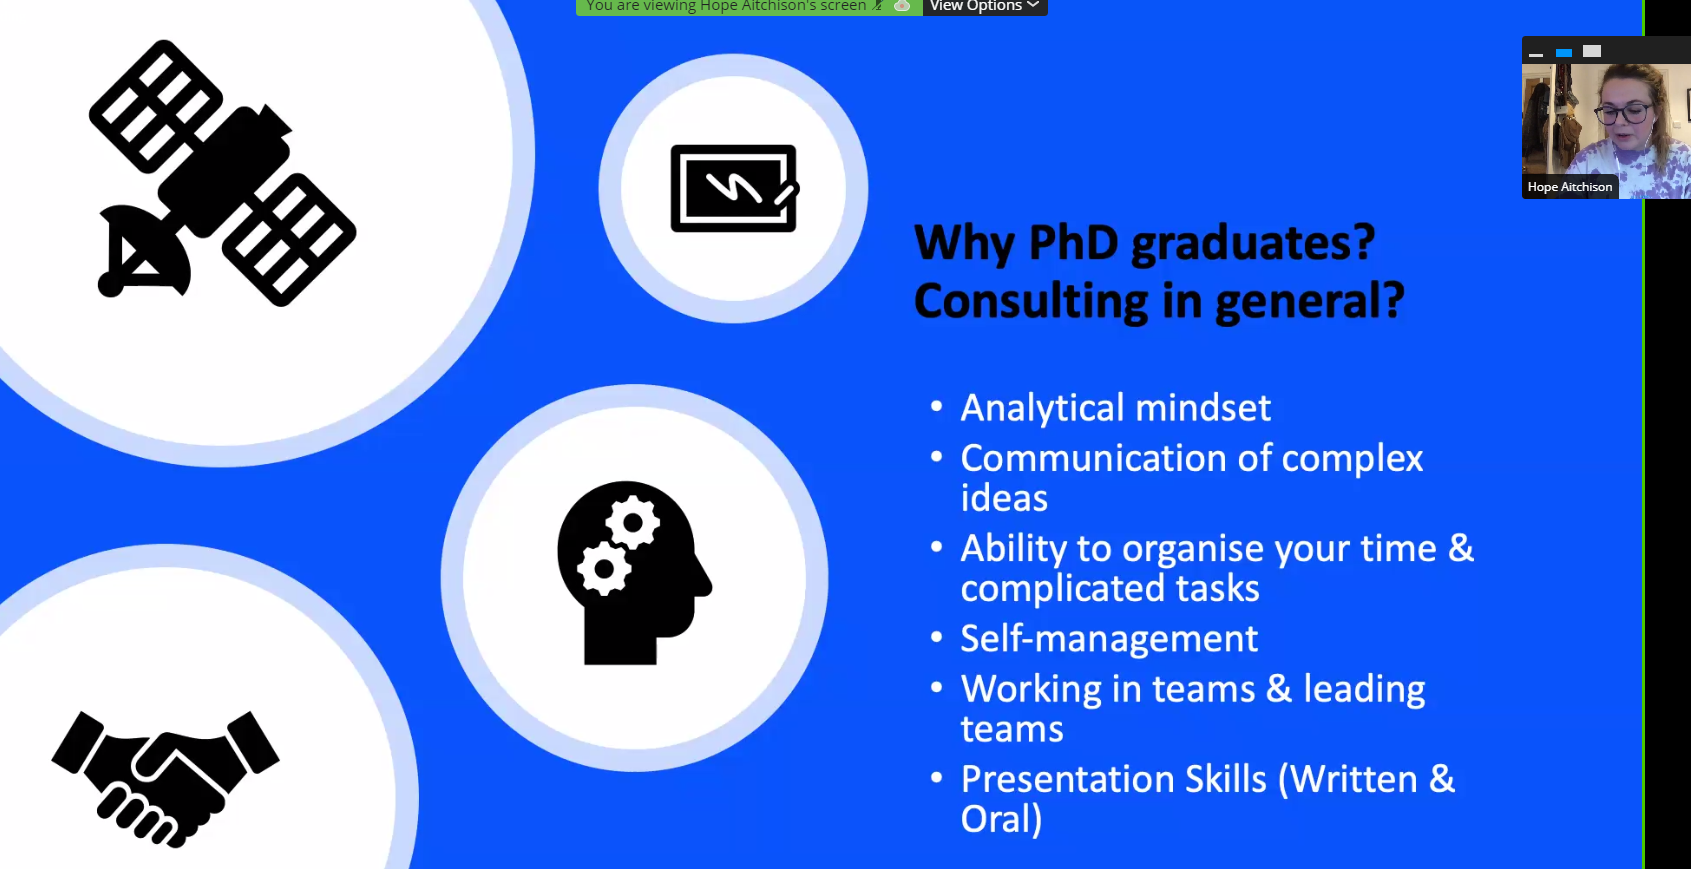 You are viewing Hope Aitchison's screen
View Options
Hope Aitchison
Why PhD graduates?
Consulting in general?
• Analytical mindset
• Communication of complex
ideas
• Ability to organise your time &
complicated tasks
• Self-management
• Working in teams & leading
teams
• Presentation Skills (Written &
Oral)